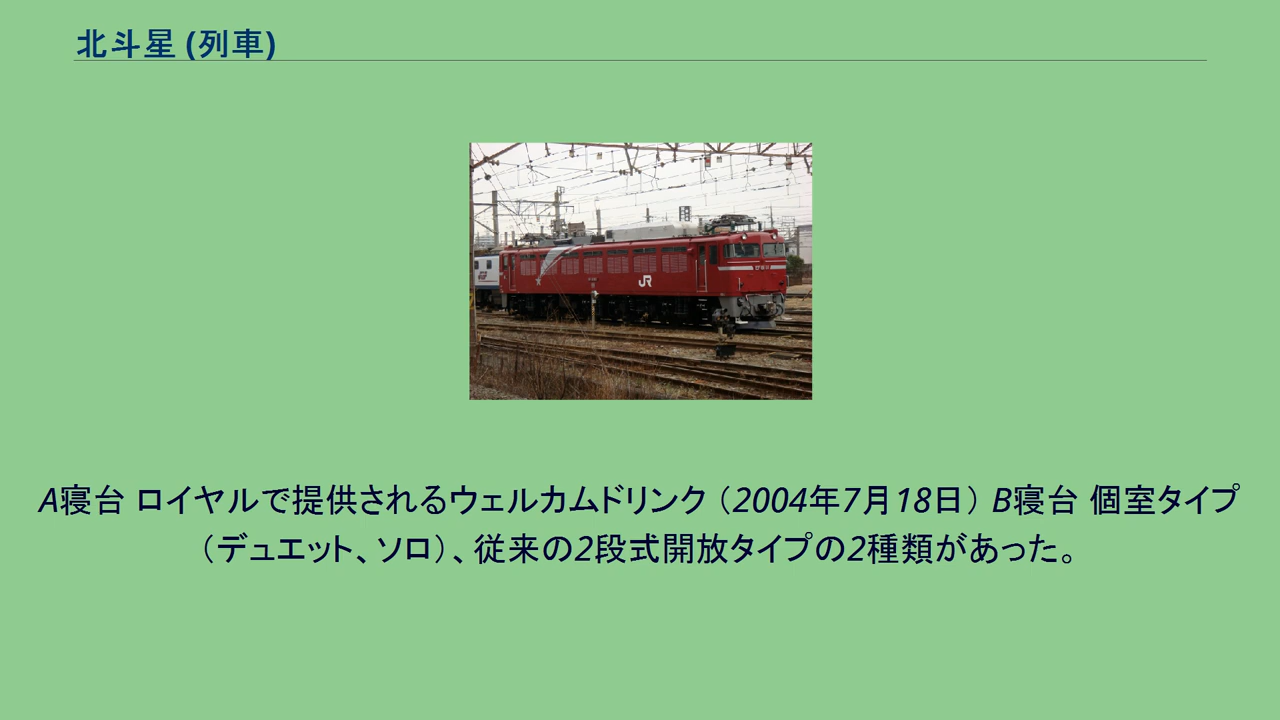 北斗星 (列車)
JR
A寝台 ロイヤルで提供されるウェルカムドリンク（2004年7月18日）B寝台 個室タイプ
（デュエット、ソロ）、従来の2段式開放タイプの2種類があった。